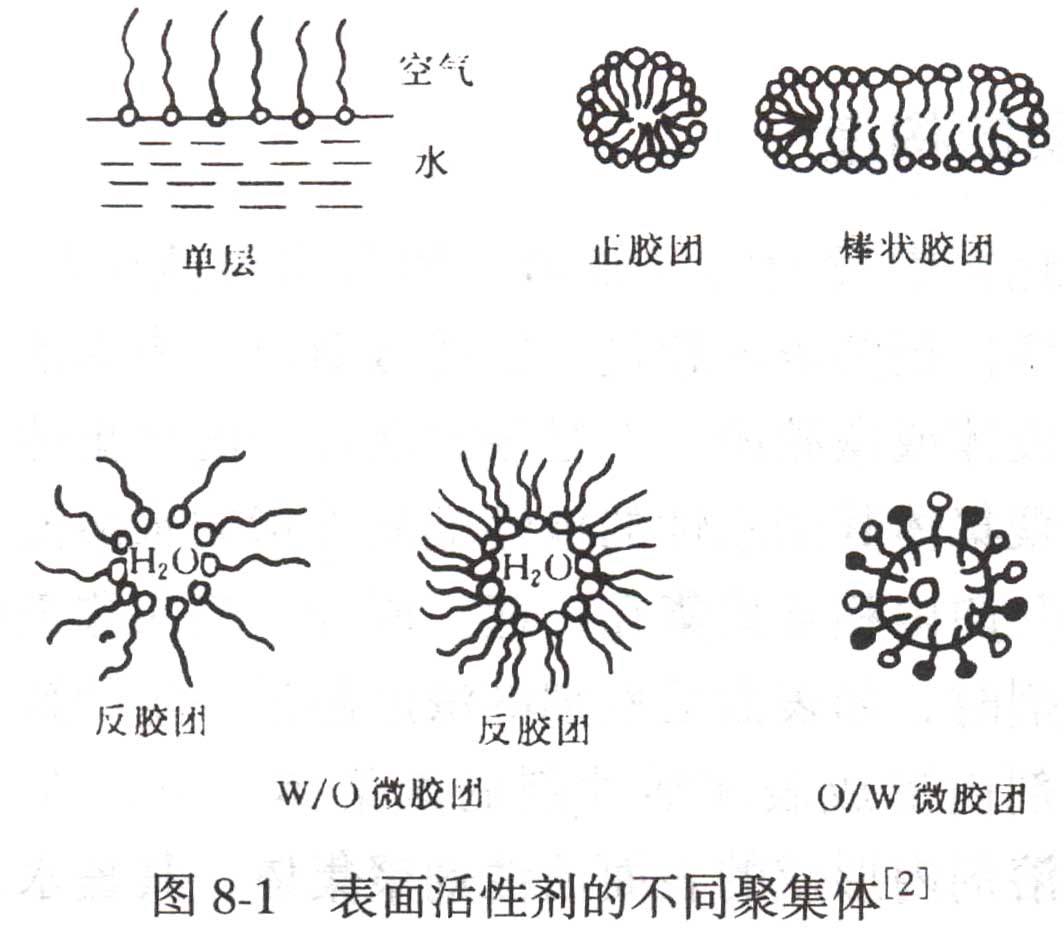 空气
水
单层
正胶团
棒状胶团
H₂O
H₂O
O
反胶团
反胶团
W/O 微胶团
O/W 微胶团
图 8-1 表面活性剂的不同聚集体[2]